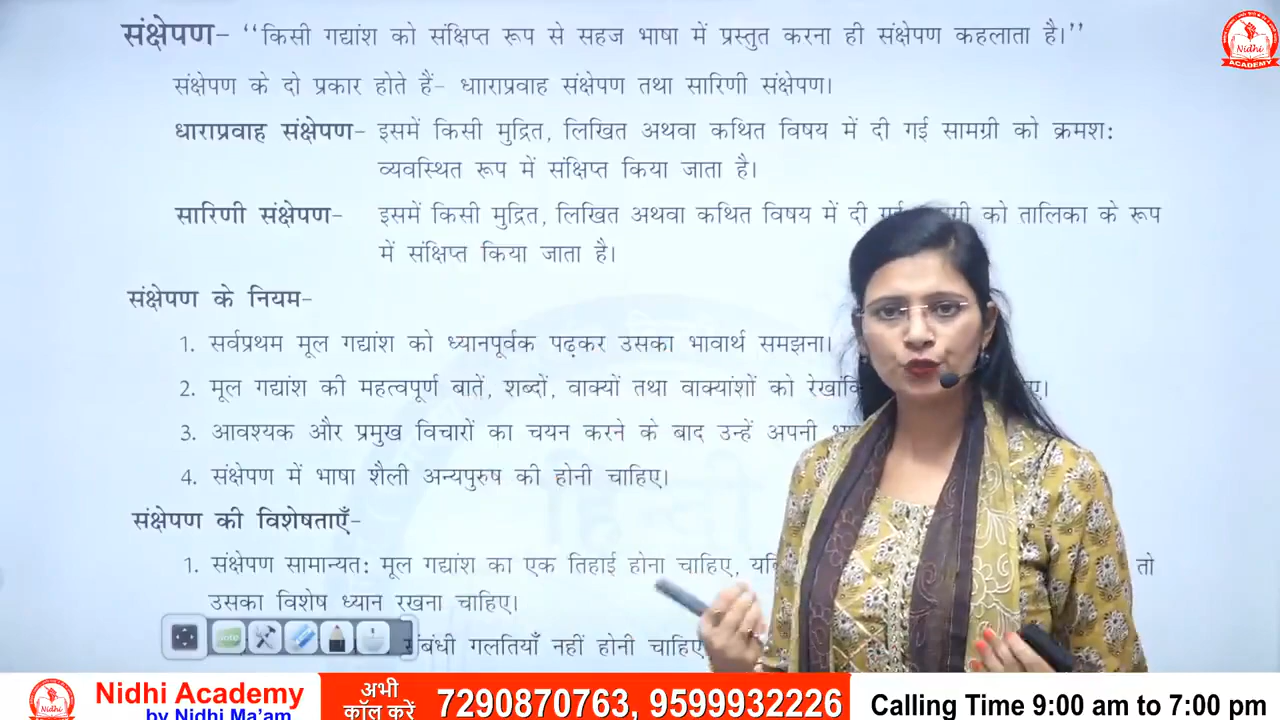 संक्षेपण- ‘‘किसी गद्यांश को संक्षिप्त रूप से सहज भाषा में प्रस्तुत करना ही संक्षेपण कहलाता है।’’
संक्षेपण के दो प्रकार होते हैं- धााराप्रवाह संक्षेपण तथा सारिणी संक्षेपण।
धाराप्रवाह संक्षेपण- इसमें किसी मुद्रित, लिखित अथवा कथित विषय में दी गई सामग्री को क्रमश:
व्यवस्थित रूप में संक्षिप्त किया जाता है।
सारिणी संक्षेपण- इसमें किसी मुद्रित, लिखित अथवा कथित विषय में दी को तालिका के रूप
में संक्षिप्त किया जाता है।
संक्षेपण के नियम-
1. सर्वप्रथम मूल गद्यांश को ध्यानपूर्वक पढ़कर उसका भावार्थ समझना।
2. मूल गद्यांश की महत्वपूर्ण बातें, शब्दों, वाक्यों तथा वाक्यांशों को
3. आवश्यक और प्रमुख विचारों का चयन करने के बाद उन्हें अपनी
4. संक्षेपण में भाषा शैली अन्यपुरुष की होनी चाहिए।
संक्षेपण की विशेषताएँ-
1. संक्षेपण सामान्यत: मूल गद्यांश का एक तिहाई होना चाहिए, तो
उसका विशेष ध्यान रखना चाहिए।
संबंधी गलतियाँ नहीं होनी चाहिए
Nidhi
ACADEMY
Nidhi Academy
by Nidhi Ma'am
अभी
कॉल करें
7290870763, 9599932226
Calling Time 9:00 am to 7:00 pm